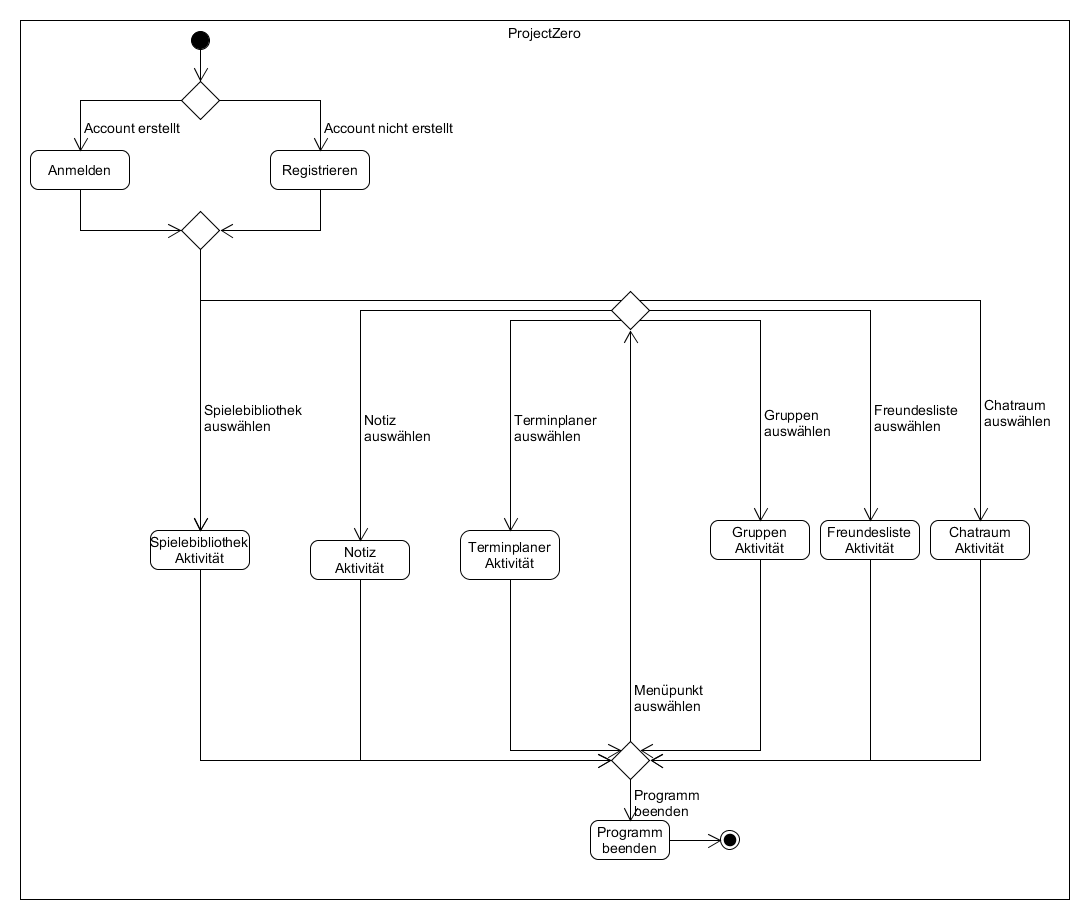 ProjectZero
Account erstellt
Account nicht erstellt
Anmelden
Registrieren
Spielebibliothek
auswählen
Notiz
auswählen
Terminplaner
auswählen
Gruppen
auswählen
Freundesliste
auswählen
Chatraum
auswählen
Spielebibliothek
Aktivität
Notiz
Aktivität
Terminplaner
Aktivität
Gruppen
Aktivität
Freundesliste
Aktivität
Chatraum
Aktivität
Menüpunkt
auswählen
Programm
beenden
Programm
beenden